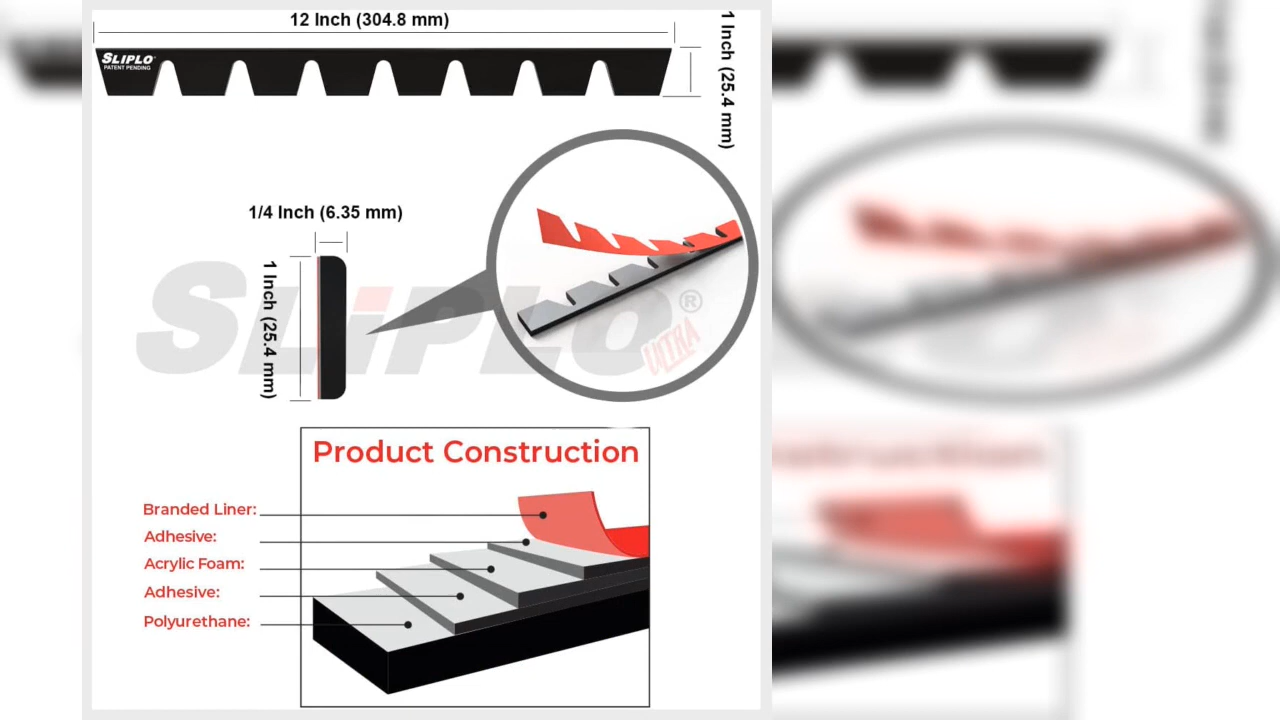 12 Inch (304.8 mm)
SLIPLO
PATENT PENDING
1 Inch (25.4 mm)
1/4 Inch (6.35 mm)
1 Inch (25.4 mm)
SLiPLO®
ULTRA
Product Construction
Branded Liner:
Adhesive:
Acrylic Foam:
Adhesive:
Polyurethane: